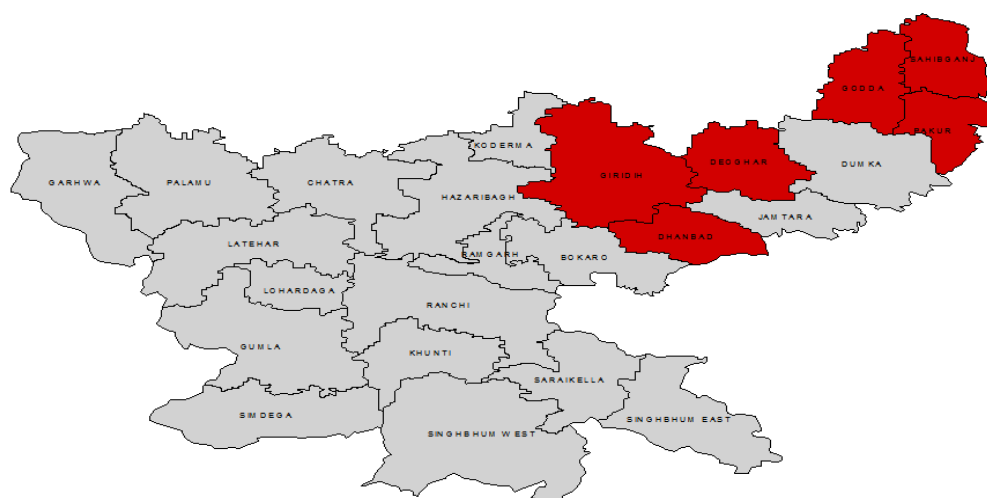 SAHIBGANJ
GODDA
PAKUR
KODERMA
DUMKA
DEOGHAR
GIRIDIH
GARHWA
PALAMU
CHATRA
HAZARIBAGH
JAMTARA
DHANBAD
LATEHAR
RAMGARH
BOKARO
LOHARDAGA
RANCHI
GUMLA
KHUNTI
SARAIKELLA
SIMDEGA
SINGHBHUM EAST
SINGHBHUM WEST